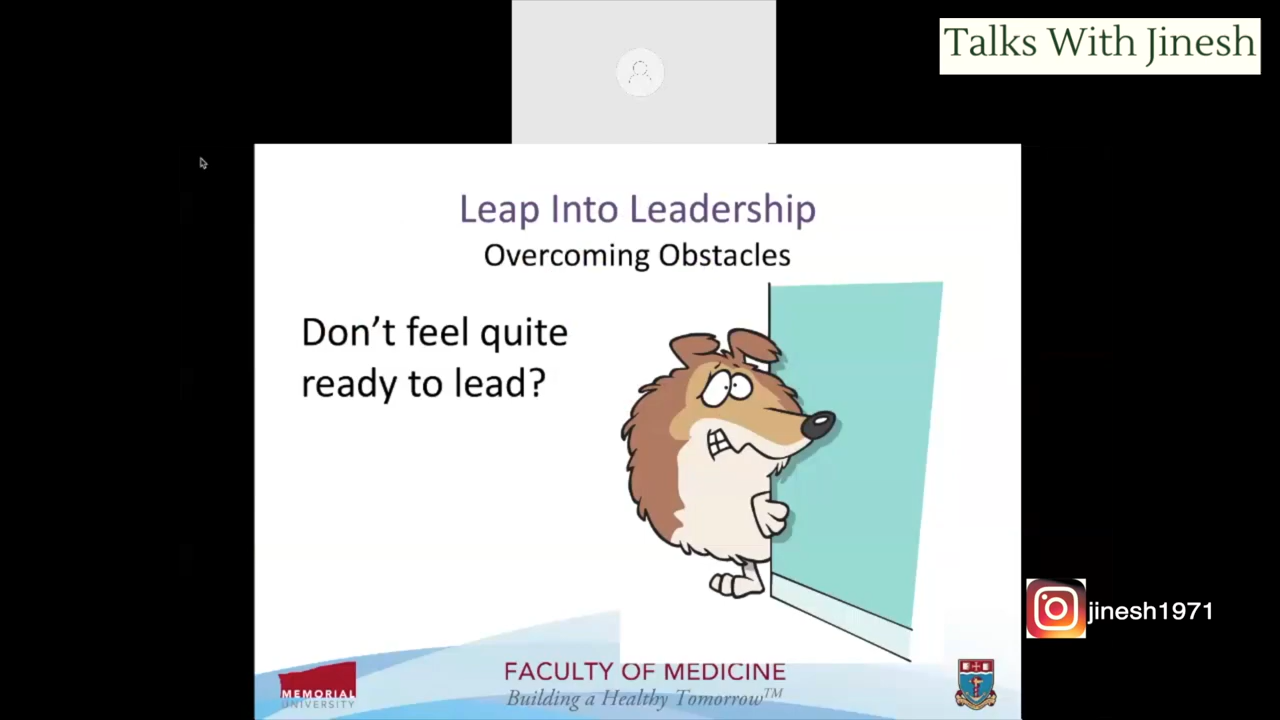 Talks With Jinesh
Leap Into Leadership
Overcoming Obstacles
Don't feel quite
ready to lead?
jinesh1971
MEMORIAL
UNIVERSITY
FACULTY OF MEDICINE
Building a Healthy Tomorrow™